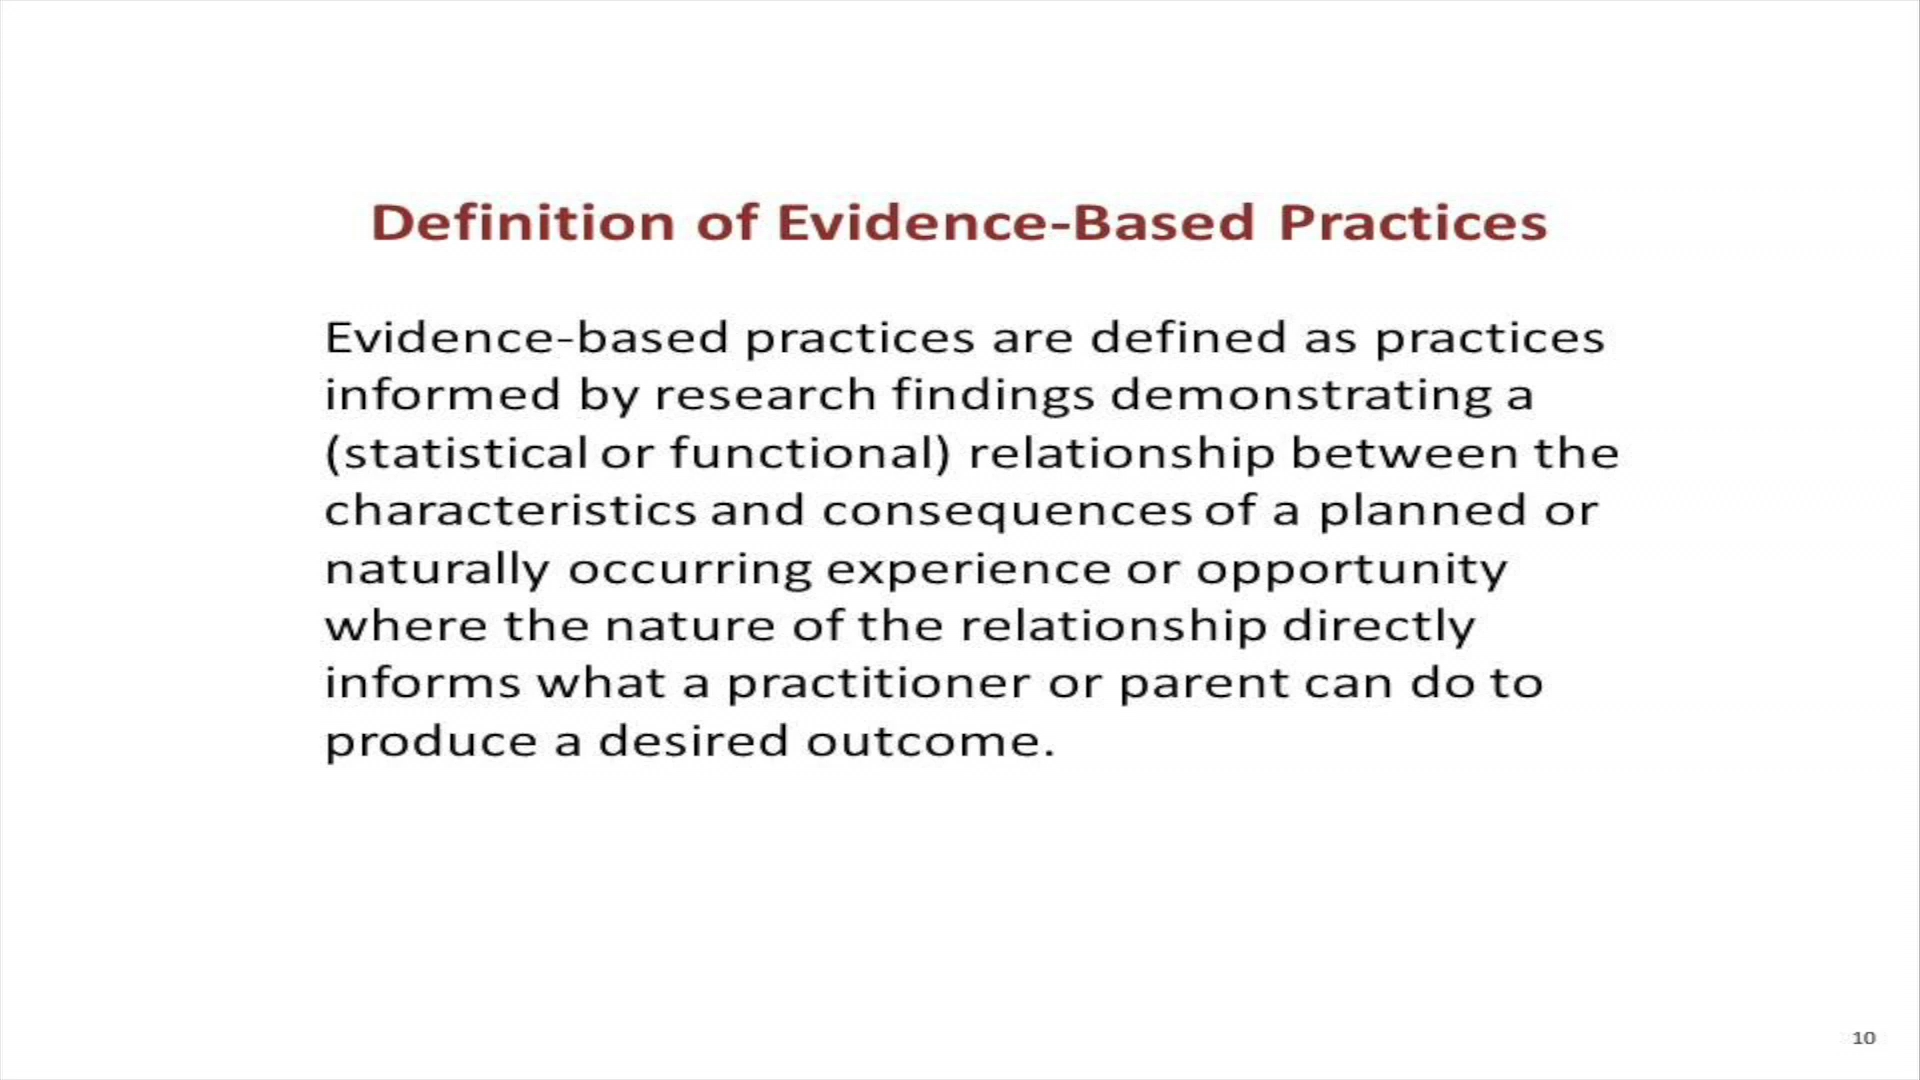 Definition of Evidence-Based Practices
Evidence-based practices are defined as practices
informed by research findings demonstrating a
(statistical or functional) relationship between the
characteristics and consequences of a planned or
naturally occurring experience or opportunity
where the nature of the relationship directly
informs what a practitioner or parent can do to
produce a desired outcome.
10